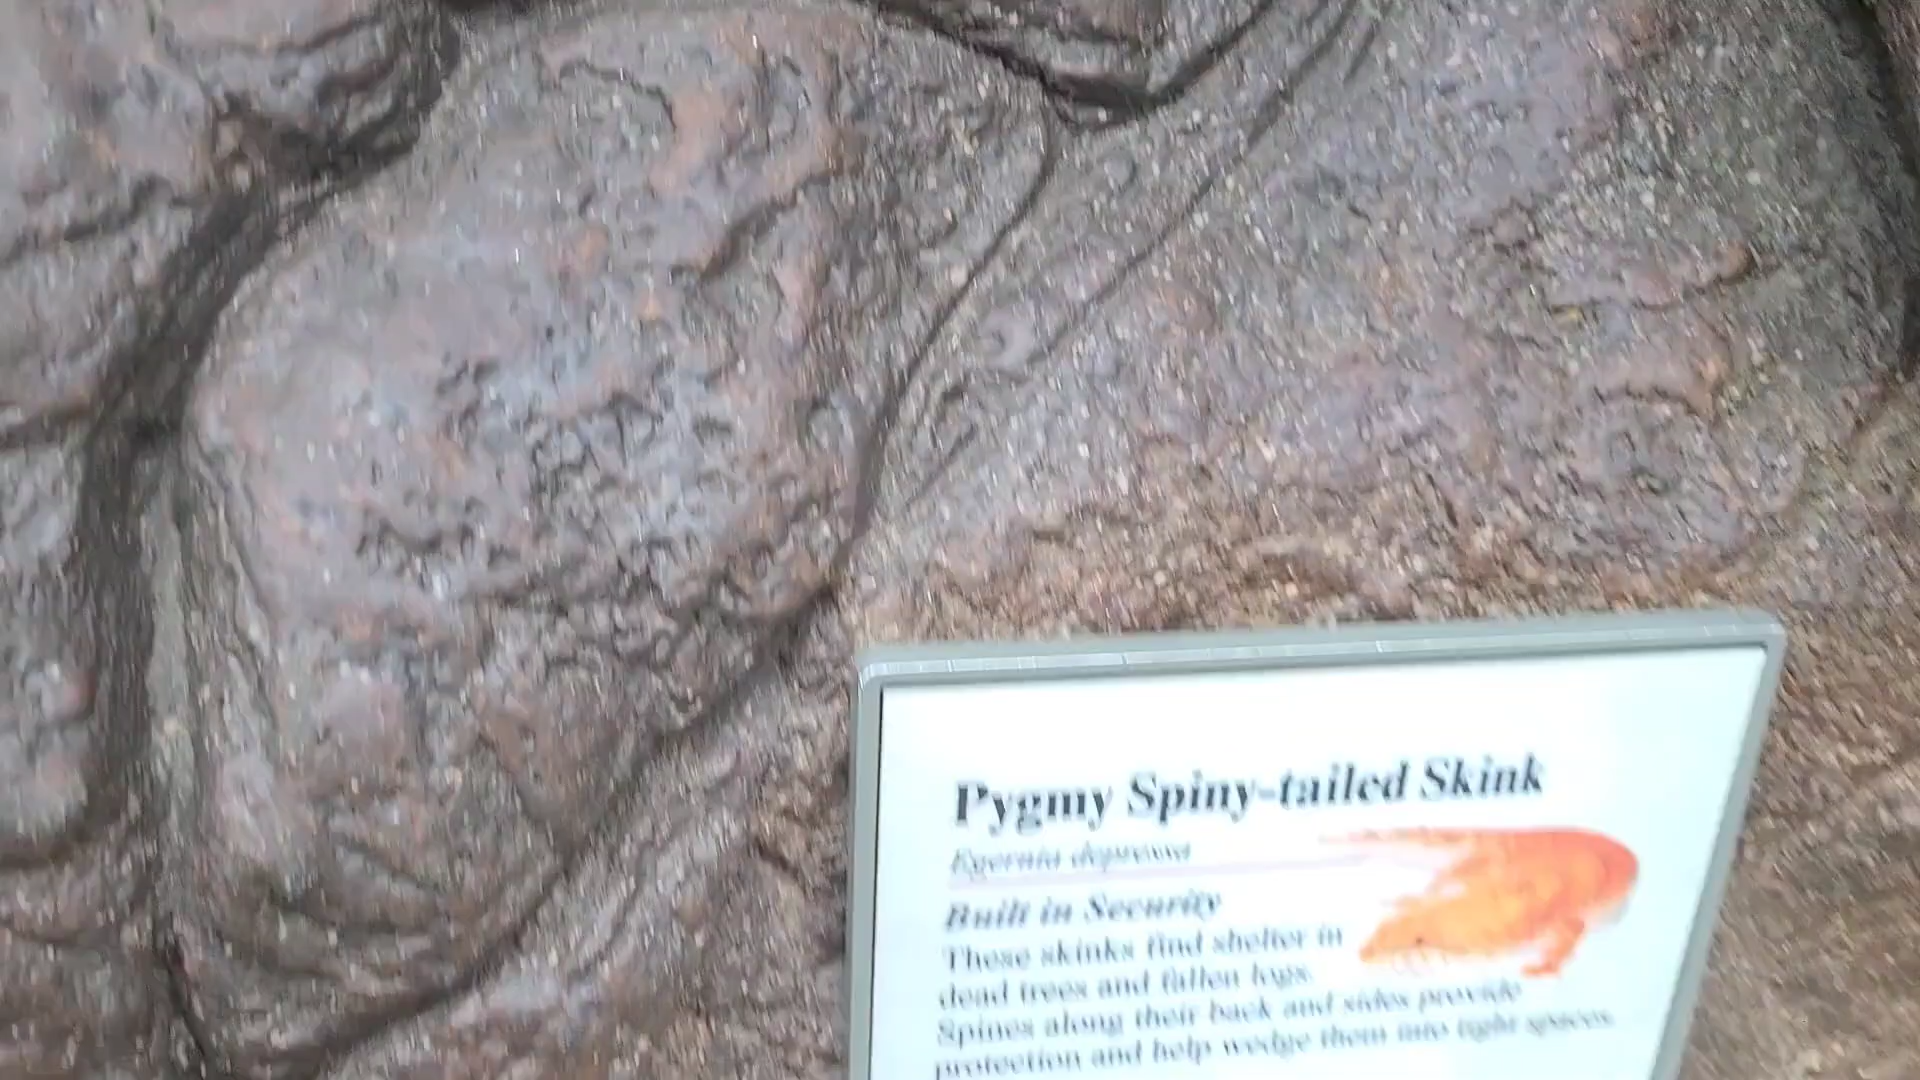 Pygmy Spiny-tailed Skink
Egernia depressa
Built in Security
These skinks find shelter in
dead trees and fallen logs.
Spines along their back and sides provide
protection and help wedge them into tight spaces.